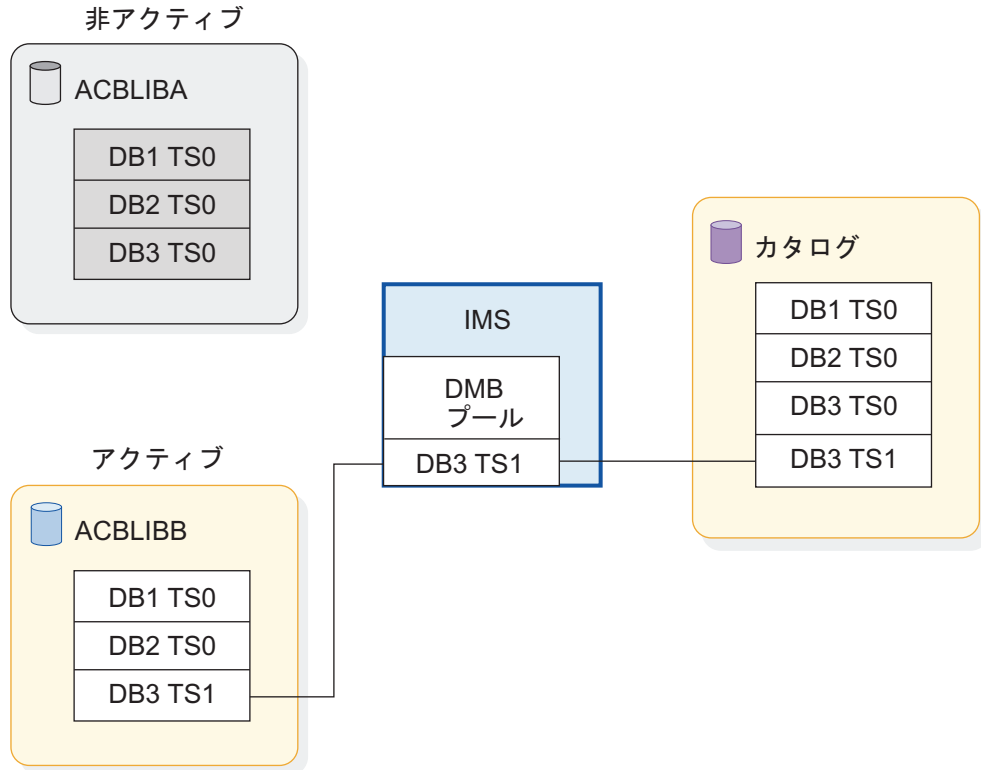 非アクティブ
ACBLIBA
DB1 TS0
DB2 TS0
DB3 TS0
アクティブ
ACBLIBB
DB1 TS0
DB2 TS0
DB3 TS1
IMS
DMB
プール
DB3 TS1
カタログ
DB1 TS0
DB2 TS0
DB3 TS0
DB3 TS1